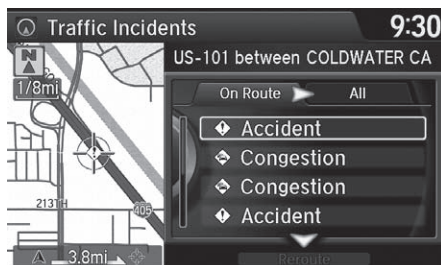 Traffic Incidents
9:30
N
US-101 between COLDWATER CA
1/8mi
On Route
All
Accident
Congestion
Congestion
Accident
213TH
405
3.8mi
Reroute